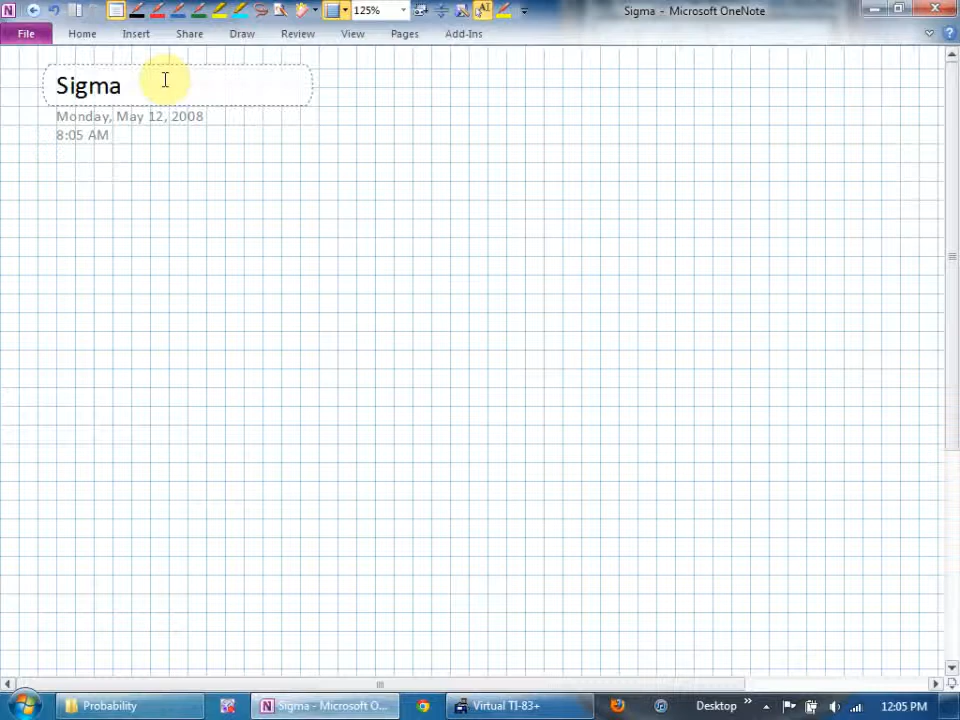 125%
Sigma - Microsoft OneNote
File Home Insert Share Draw Review View Pages Add-Ins
Sigma
Monday, May 12, 2008
8:05 AM
Probability
Sigma - Microsoft O...
Virtual TI-83+
Desktop
12:05 PM